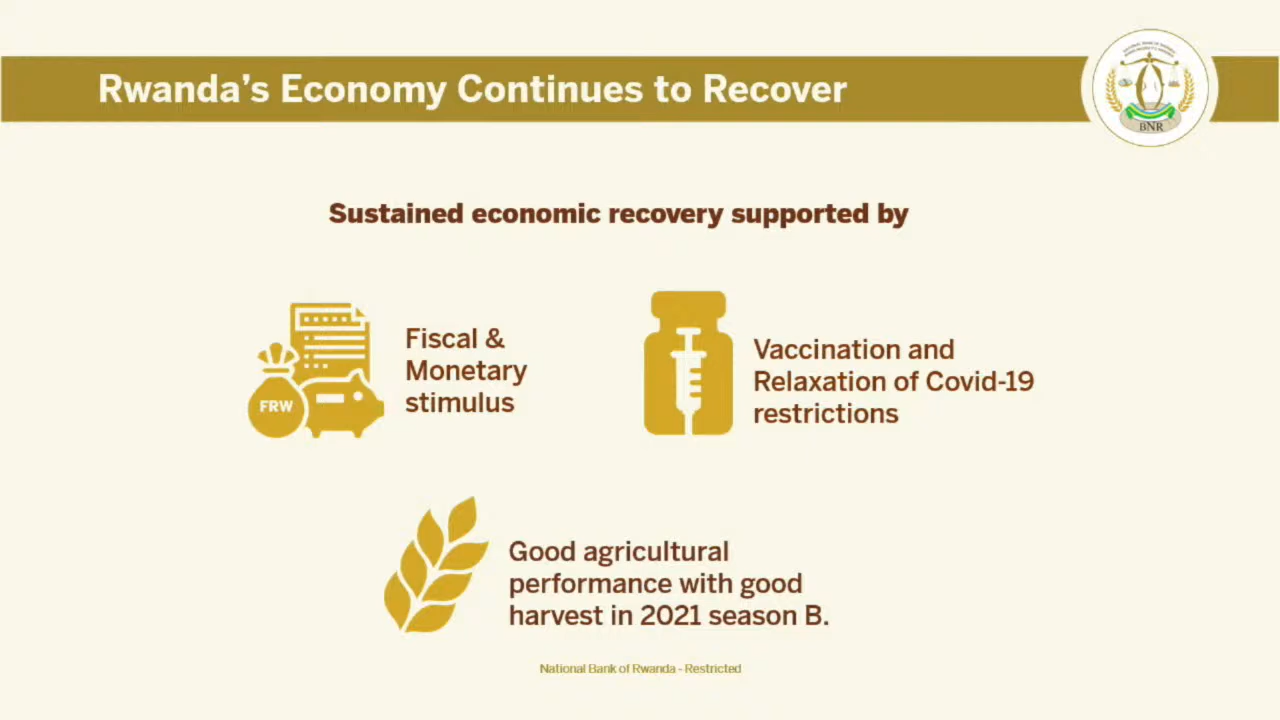 Rwanda's Economy Continues to Recover
BNR
Sustained economic recovery supported by
FRW
Fiscal &
Monetary
stimulus
Vaccination and
Relaxation of Covid-19
restrictions
Good agricultural
performance with good
harvest in 2021 season B.
National Bank of Rwanda - Restricted